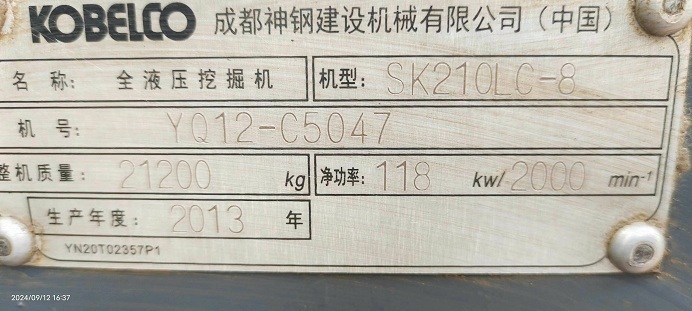 KOBELCO 成都神钢建设机械有限公司（中国）
名 称: 全液压挖掘机 机型: SK210LC-8
机 号: YQ12-C5047
整机质量: 21200 kg 净功率: 118 kw/ 2000 min-1
生产年度: 2013 年
YN20T02357P1
2024/09/12 16:37